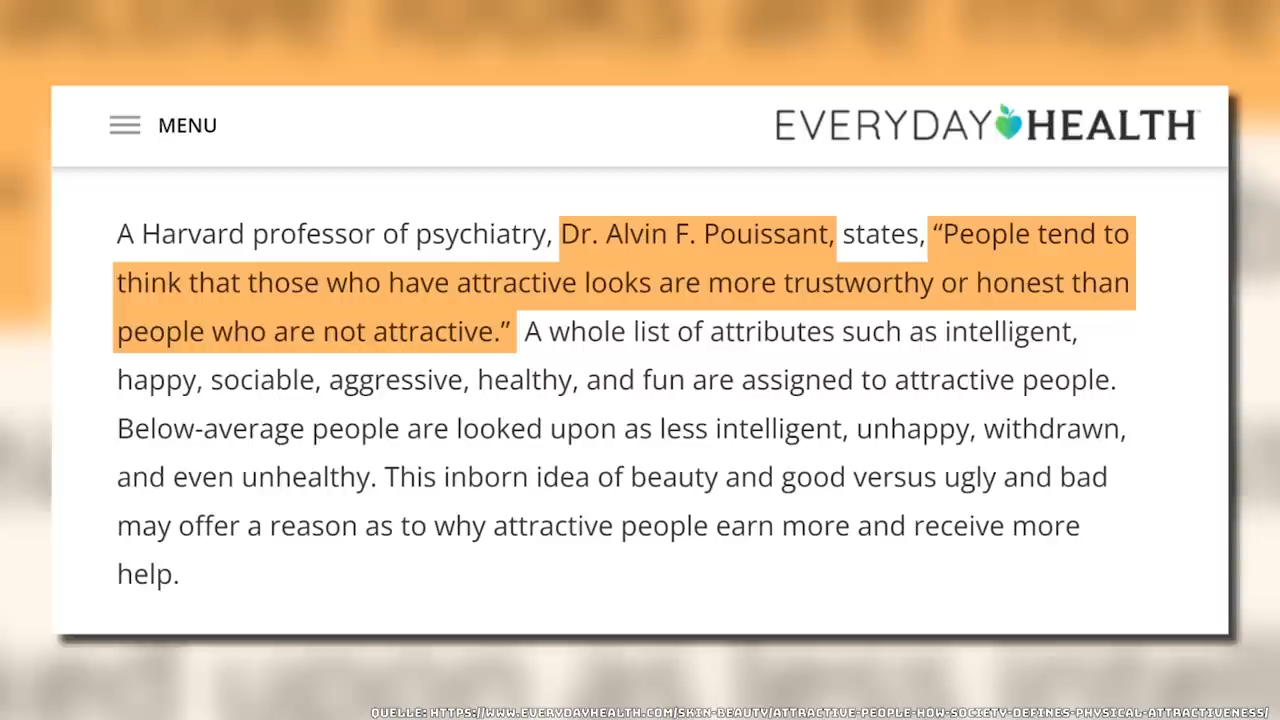 MENU
EVERYDAY HEALTH
A Harvard professor of psychiatry, Dr. Alvin F. Pouissant, states, “People tend to
think that those who have attractive looks are more trustworthy or honest than
people who are not attractive.” A whole list of attributes such as intelligent,
happy, sociable, aggressive, healthy, and fun are assigned to attractive people.
Below-average people are looked upon as less intelligent, unhappy, withdrawn,
and even unhealthy. This inborn idea of beauty and good versus ugly and bad
may offer a reason as to why attractive people earn more and receive more
help.
QUELLE: HTTPS://WWW.EVERYDAYHEALTH.COM/SKIN-BEAUTY/ATTRACTIVE-PEOPLE-HOW-SOCIETY-DEFINES-PHYSICAL-ATTRACTIVENESS/